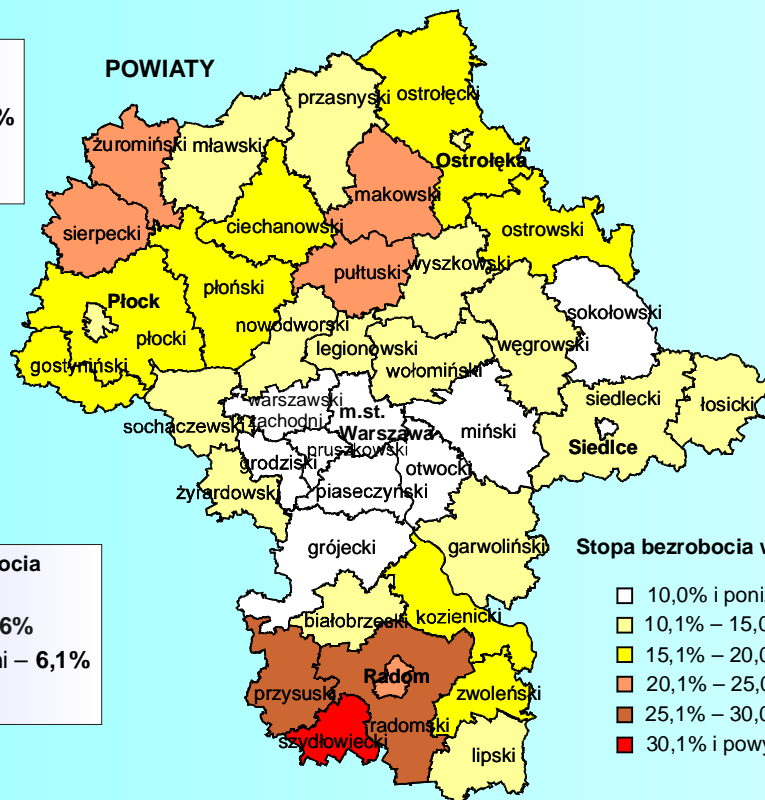 POWIATY
%
przasnyski
ostrołęcki
żuromiński
mławski
Ostrołęka
makowski
sierpecki
ciechanowski
ostrowski
pułtuski
wyszkowski
płoński
Płock
sokołowski
nowodworski
płocki
legionowski
węgrowski
gostyniński
wołomiński
siedlecki
łosicki
warszawski
zachodni
m.st.
Warszawa
sochaczewski
miński
Siedlce
pruszkowski
grodziski
otwocki
piaseczyński
żyrardowski
grójecki
garwoliński
białobrzeski
kozienicki
Radom
przysuski
zwoleński
radomski
szydłowiecki
lipski
ocia
6%
ni – 6,1%
Stopa bezrobocia w
10,0% i poni
10,1% – 15,0
15,1% – 20,0
20,1% – 25,0
25,1% – 30,0
30,1% i powy